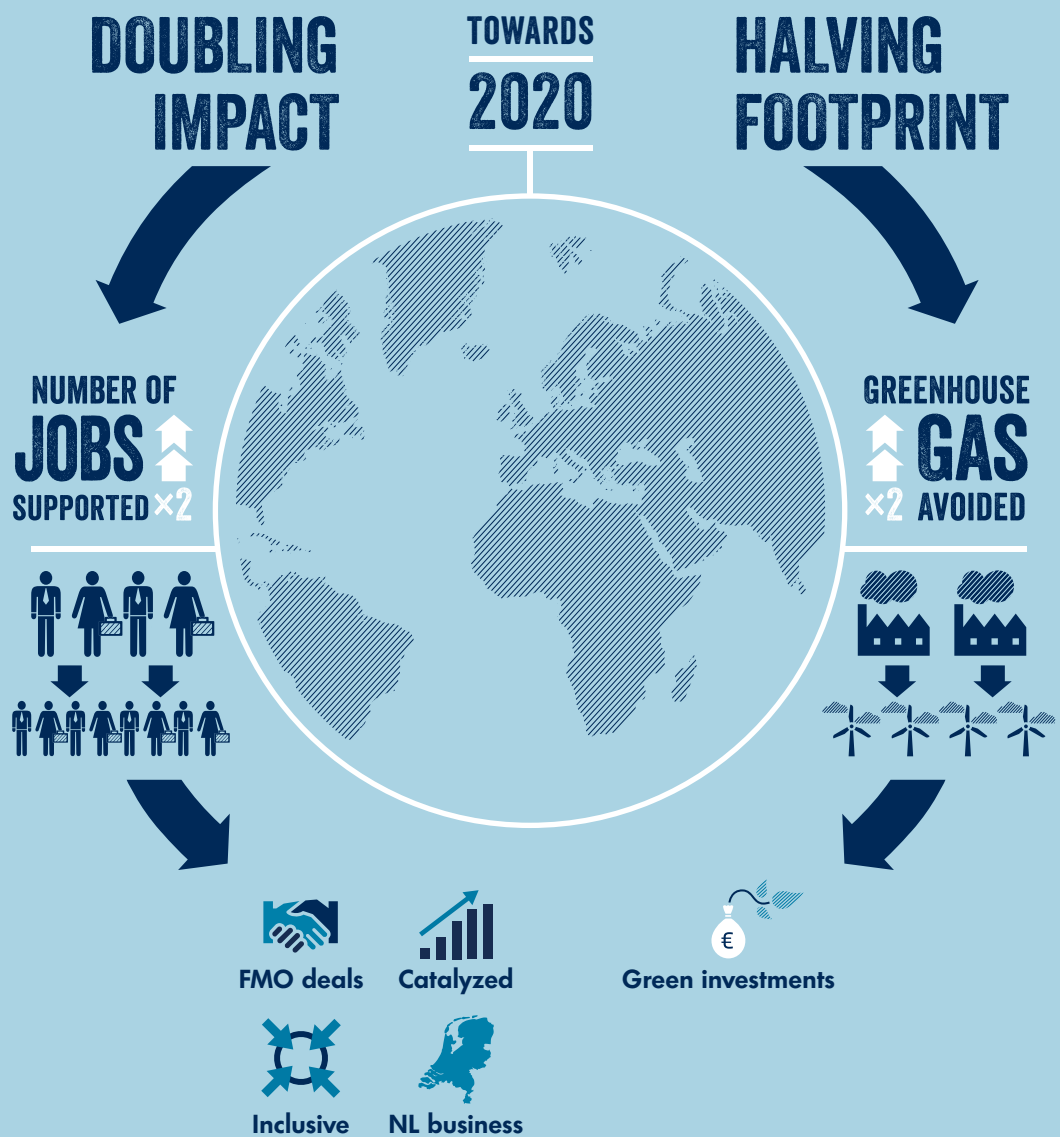 DOUBLING
IMPACT
TOWARDS
2020
HALVING
FOOTPRINT
NUMBER OF
JOBS
SUPPORTED ×2
GREENHOUSE
GAS
×2 AVOIDED
€
FMO deals
Catalyzed
Green investments
Inclusive
NL business